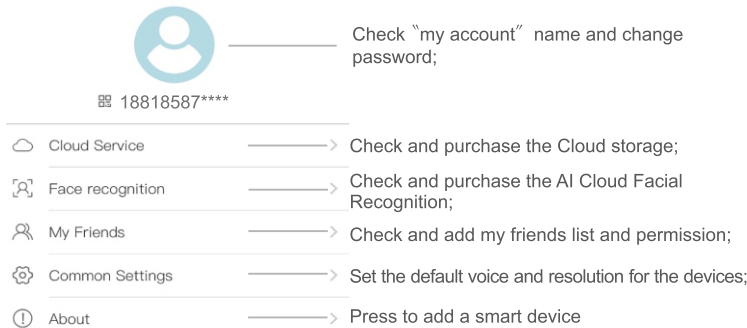 Check〝my account〞name and change
password;
18818587****
Cloud Service
Check and purchase the Cloud storage;
Face recognition
Check and purchase the AI Cloud Facial
Recognition;
My Friends
Check and add my friends list and permission;
Common Settings
Set the default voice and resolution for the devices;
About
Press to add a smart device